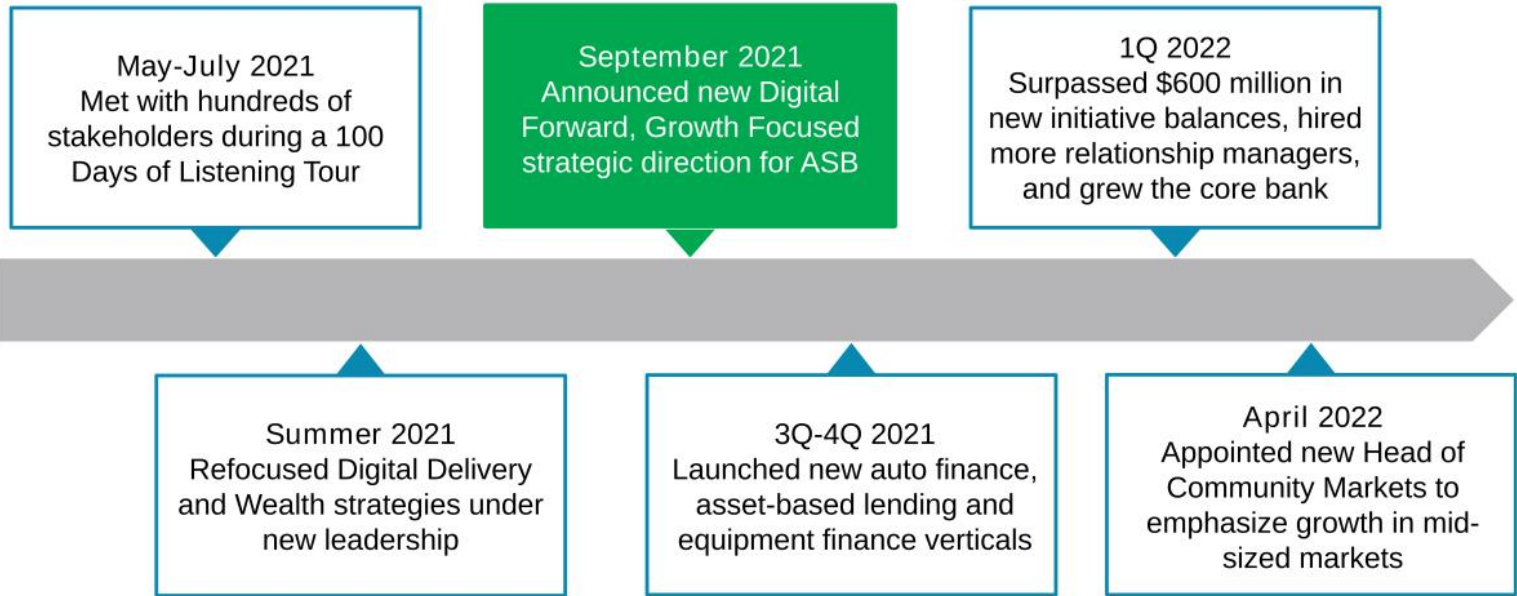 May-July 2021
Met with hundreds of
stakeholders during a 100
Days of Listening Tour
September 2021
Announced new Digital
Forward, Growth Focused
strategic direction for ASB
1Q 2022
Surpassed $600 million in
new initiative balances, hired
more relationship managers,
and grew the core bank
Summer 2021
Refocused Digital Delivery
and Wealth strategies under
new leadership
3Q-4Q 2021
Launched new auto finance,
asset-based lending and
equipment finance verticals
April 2022
Appointed new Head of
Community Markets to
emphasize growth in mid-
sized markets